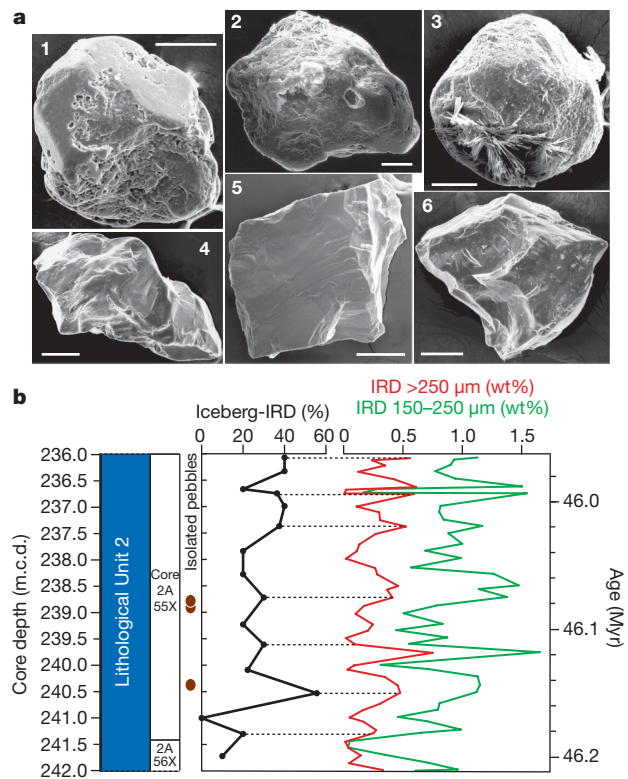 a
1
2
3
4
5
6
b
Iceberg-IRD (%)
IRD >250 µm (wt%)
IRD 150–250 µm (wt%)
0 20 40 60 0 0.5 1.0 1.5
Core depth (m.c.d.)
236.0
236.5
237.0
237.5
238.0
238.5
239.0
239.5
240.0
240.5
241.0
241.5
242.0
Lithological Unit 2
Core
2A
55X
2A
56X
Isolated pebbles
46.0
46.1
46.2
Age (Myr)